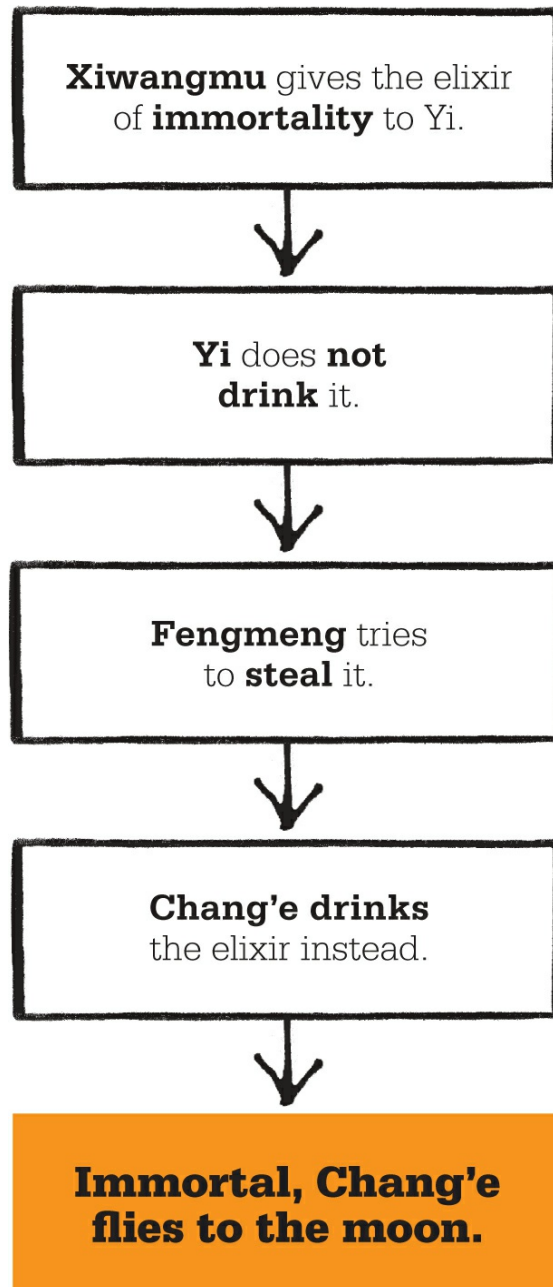 Xiwangmu gives the elixir
of immortality to Yi.
Yi does not
drink it.
Fengmeng tries
to steal it.
Chang’e drinks
the elixir instead.
Immortal, Chang’e
flies to the moon.